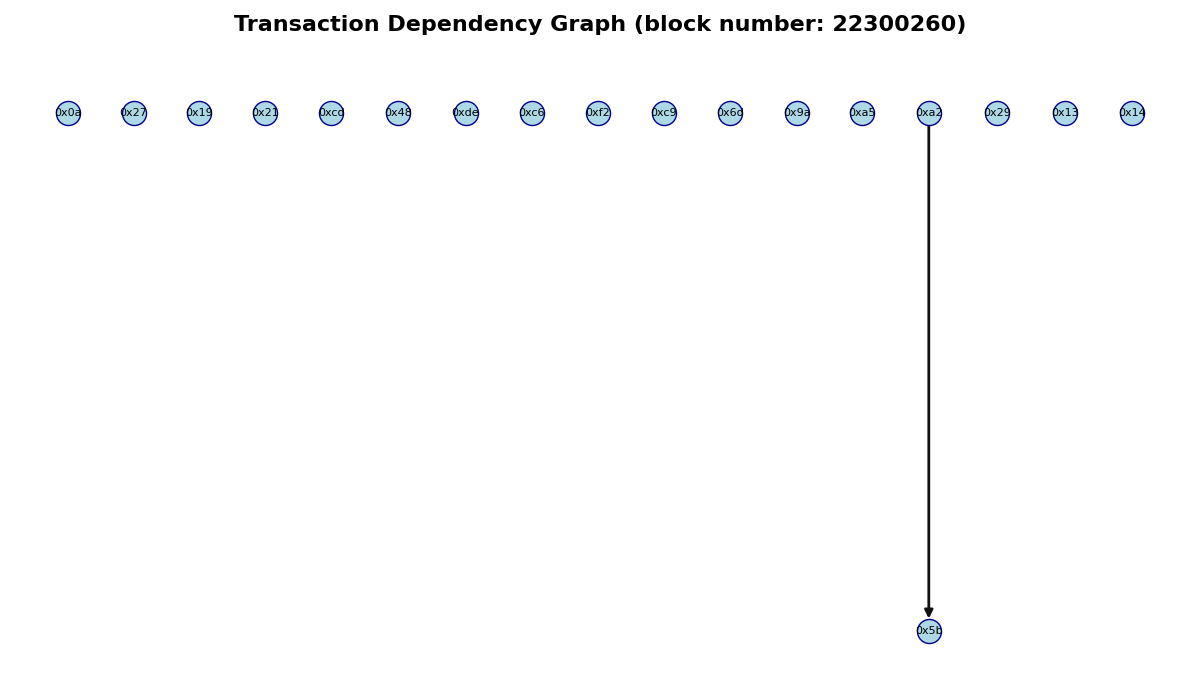 Transaction Dependency Graph (block number: 22300260)
0x0a 0x27 0x19 0x21 0xcd 0x48 0xde 0xc6 0xf2 0xc9 0x6d 0x9a 0xa5 0xa2 0x29 0x13 0x14
0x5b